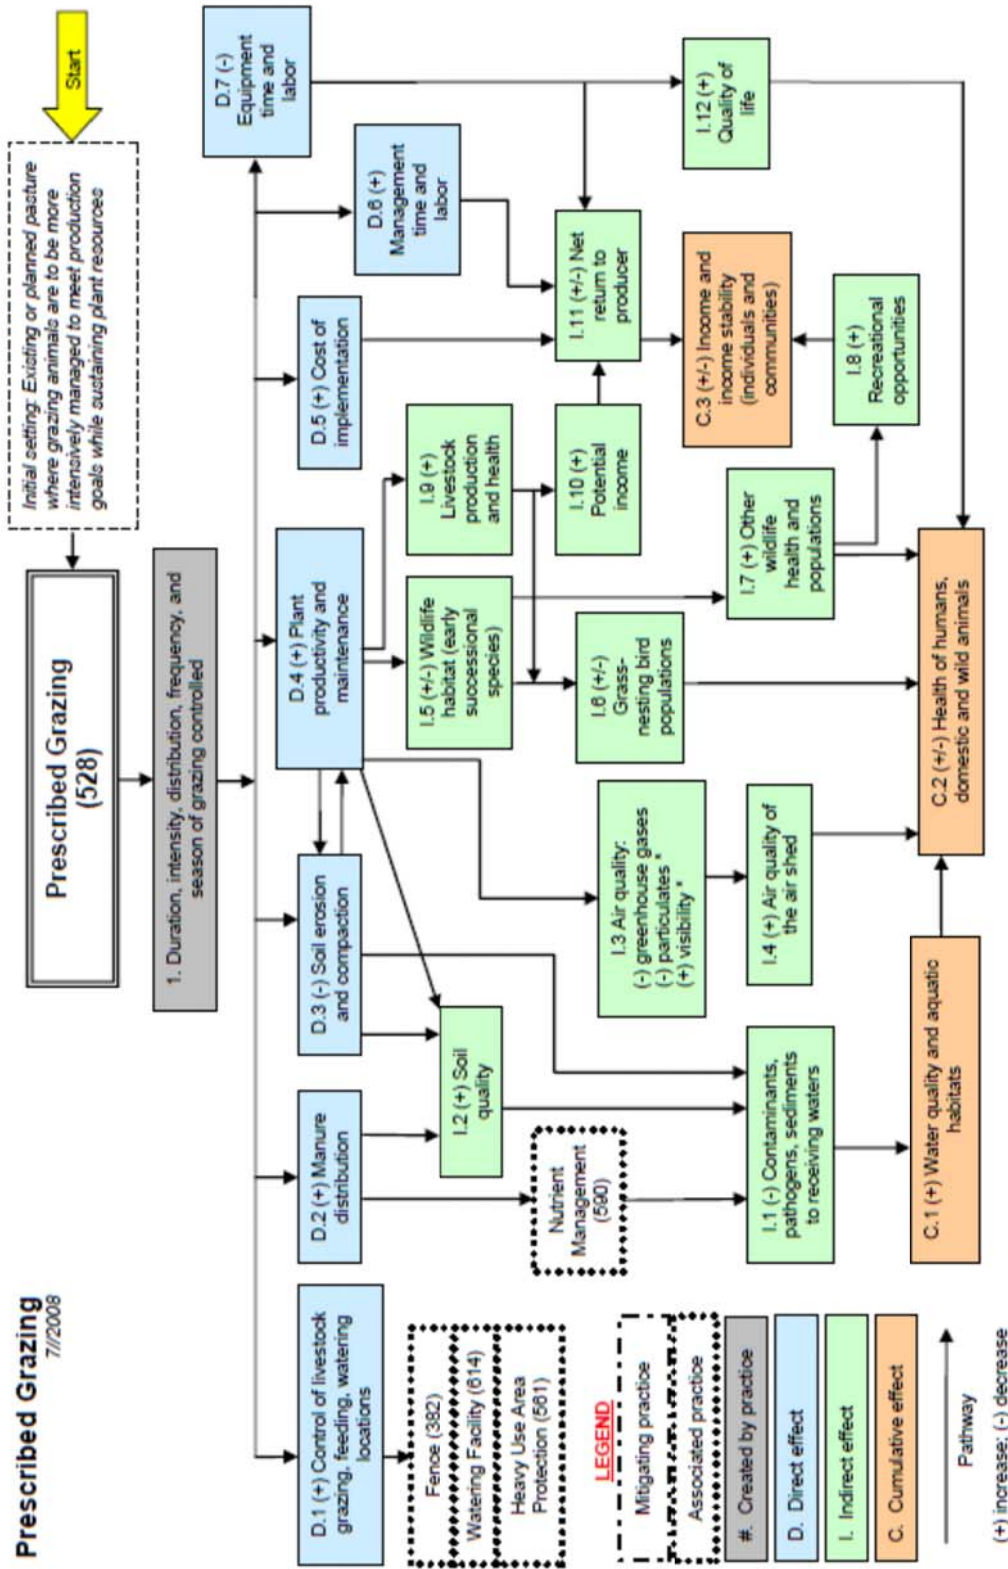 Prescribed Grazing
7//2008
Prescribed Grazing
(528)
Initial setting: Existing or planned pasture
where grazing animals are to be more
intensively managed to meet production
goals while sustaining plant resources
Start
1. Duration, intensity, distribution, frequency, and
season of grazing controlled
D.1 (+) Control of livestock
grazing, feeding, watering
locations
D.2 (+) Manure
distribution
D.3 (-) Soil erosion
and compaction
D.4 (+) Plant
productivity and
maintenance
D.5 (+) Cost of
implementation
D.6 (+)
Management
time and
labor
D.7 (-)
Equipment
time and
labor
Fence (382)
Watering Facility (614)
Heavy Use Area
Protection (561)
I.2 (+) Soil
quality
I.5 (+/-) Wildlife
habitat (early
successional
species)
I.9 (+)
Livestock
production
and health
Nutrient
Management
(590)
I.3 Air quality:
(-) greenhouse gases
(-) particulates *
(+) visibility *
I.6 (+/-)
Grass-
nesting bird
populations
I.10 (+)
Potential
income
I.11 (+/-) Net
return to
producer
I.1 (-) Contaminants,
pathogens, sediments
to receiving waters
I.4 (+) Air quality of
the air shed
I.7 (+) Other
wildlife
health and
populations
C.3 (+/-) Income and
income stability
(individuals and
communities)
I.12 (+)
Quality of
life
I.8 (+)
Recreational
opportunities
C.1 (+) Water quality and aquatic
habitats
C.2 (+/-) Health of humans,
domestic and wild animals
LEGEND
Mitigating practice
Associated practice
#. Created by practice
D. Direct effect
I. Indirect effect
C. Cumulative effect
Pathway
(+) increase; (-) decrease